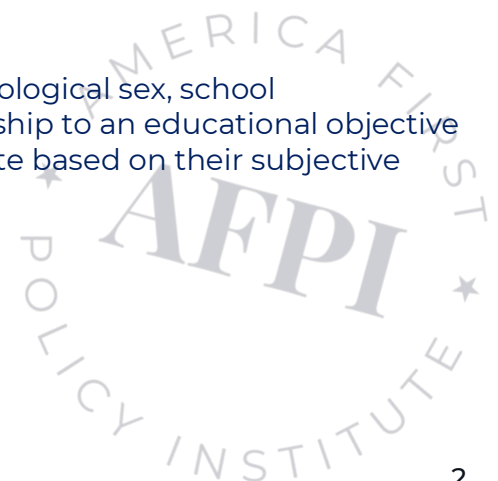 AMERICA FIRST
ological sex, school
ship to an educational objective
te based on their subjective
AFPI
POLICY INSTITUTE
2